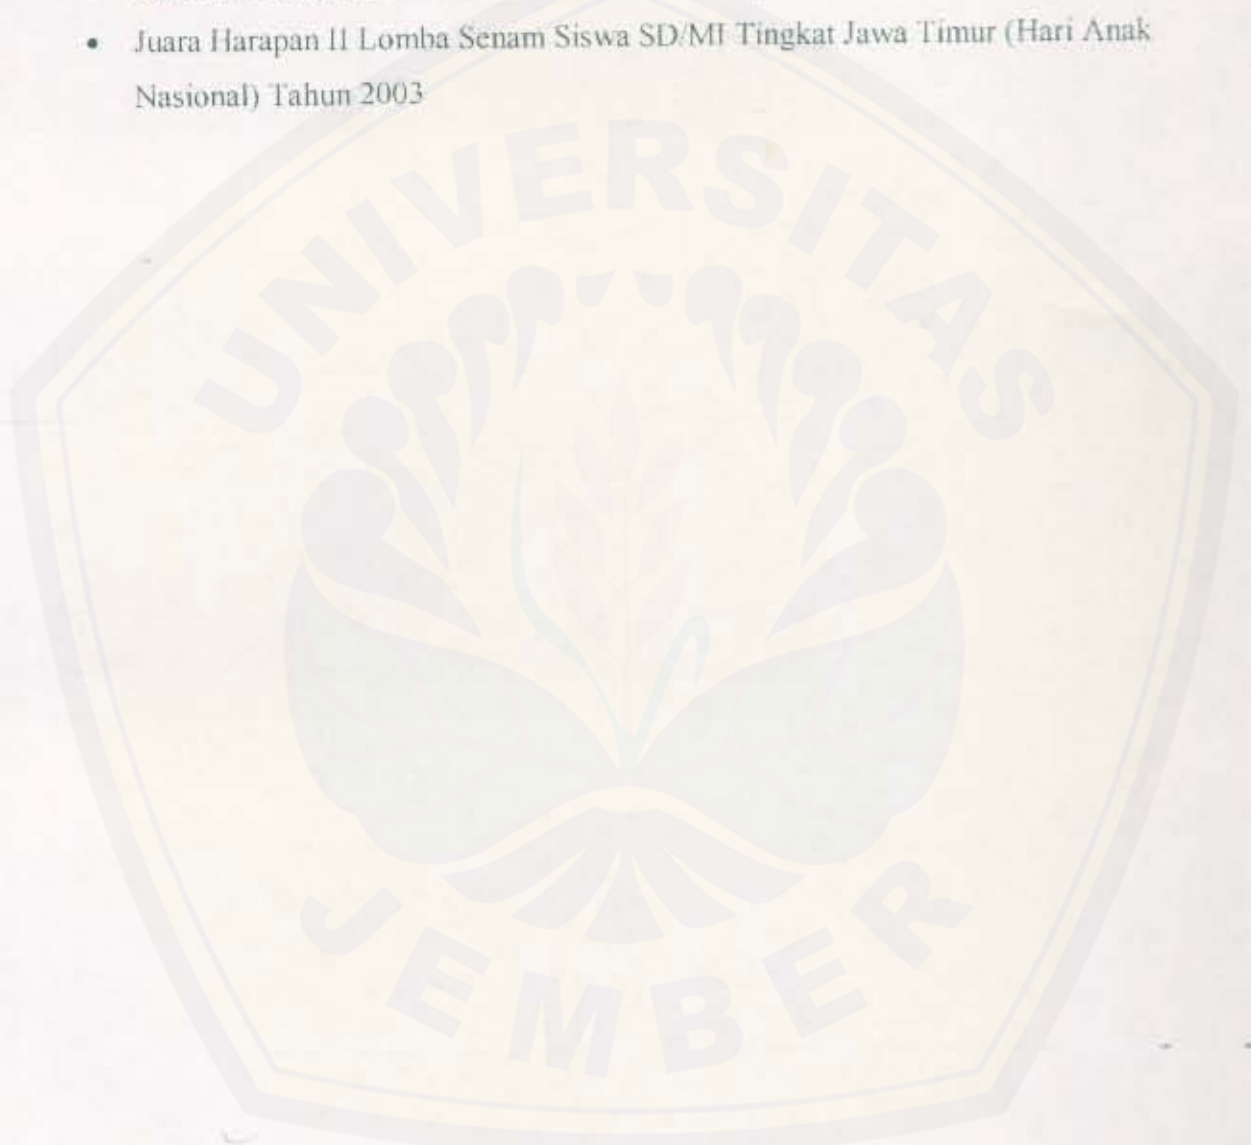 • Juara Harapan II Lomba Senam Siswa SD/MI Tingkat Jawa Timur (Hari Anak
Nasional) Tahun 2003
UNIVERSITAS
JEMBER